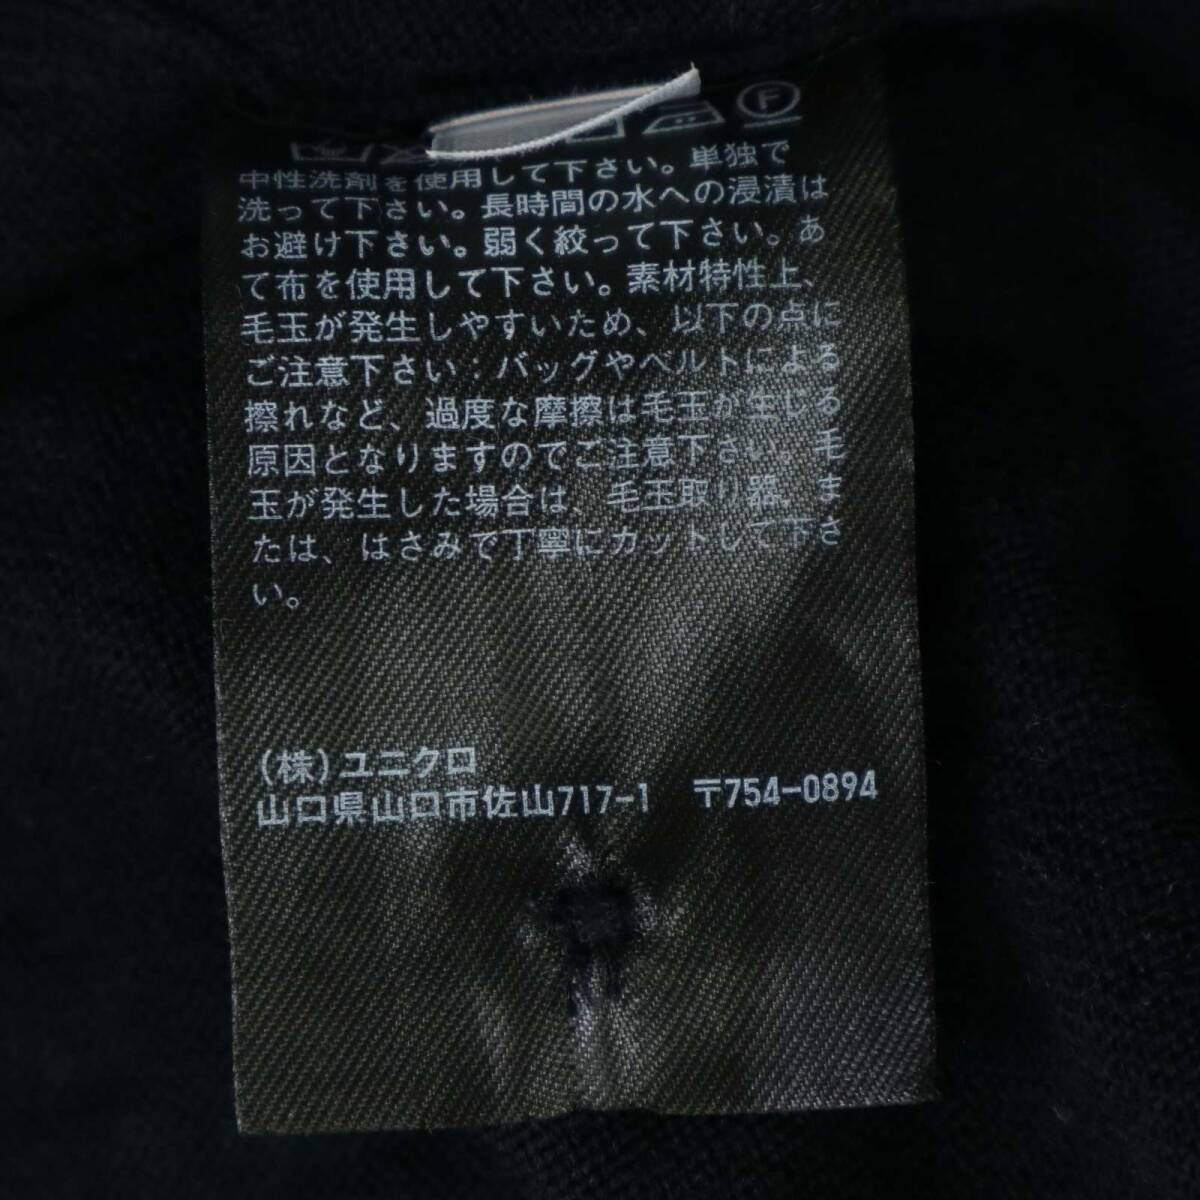 F
中性洗剤を使用して下さい。単独で
洗って下さい。長時間の水への浸漬は
お避け下さい。弱く絞って下さい。あ
て布を使用して下さい。素材特性上、
毛玉が発生しやすいため、以下の点に
ご注意下さい:バッグやベルトによる
擦れなど、過度な摩擦は毛玉が生じる
原因となりますのでご注意下さい。毛
玉が発生した場合は、毛玉取り器、ま
たは、はさみで丁寧にカットして下さ
い。
(株)ユニクロ
山口県山口市佐山717-1 〒754-0894